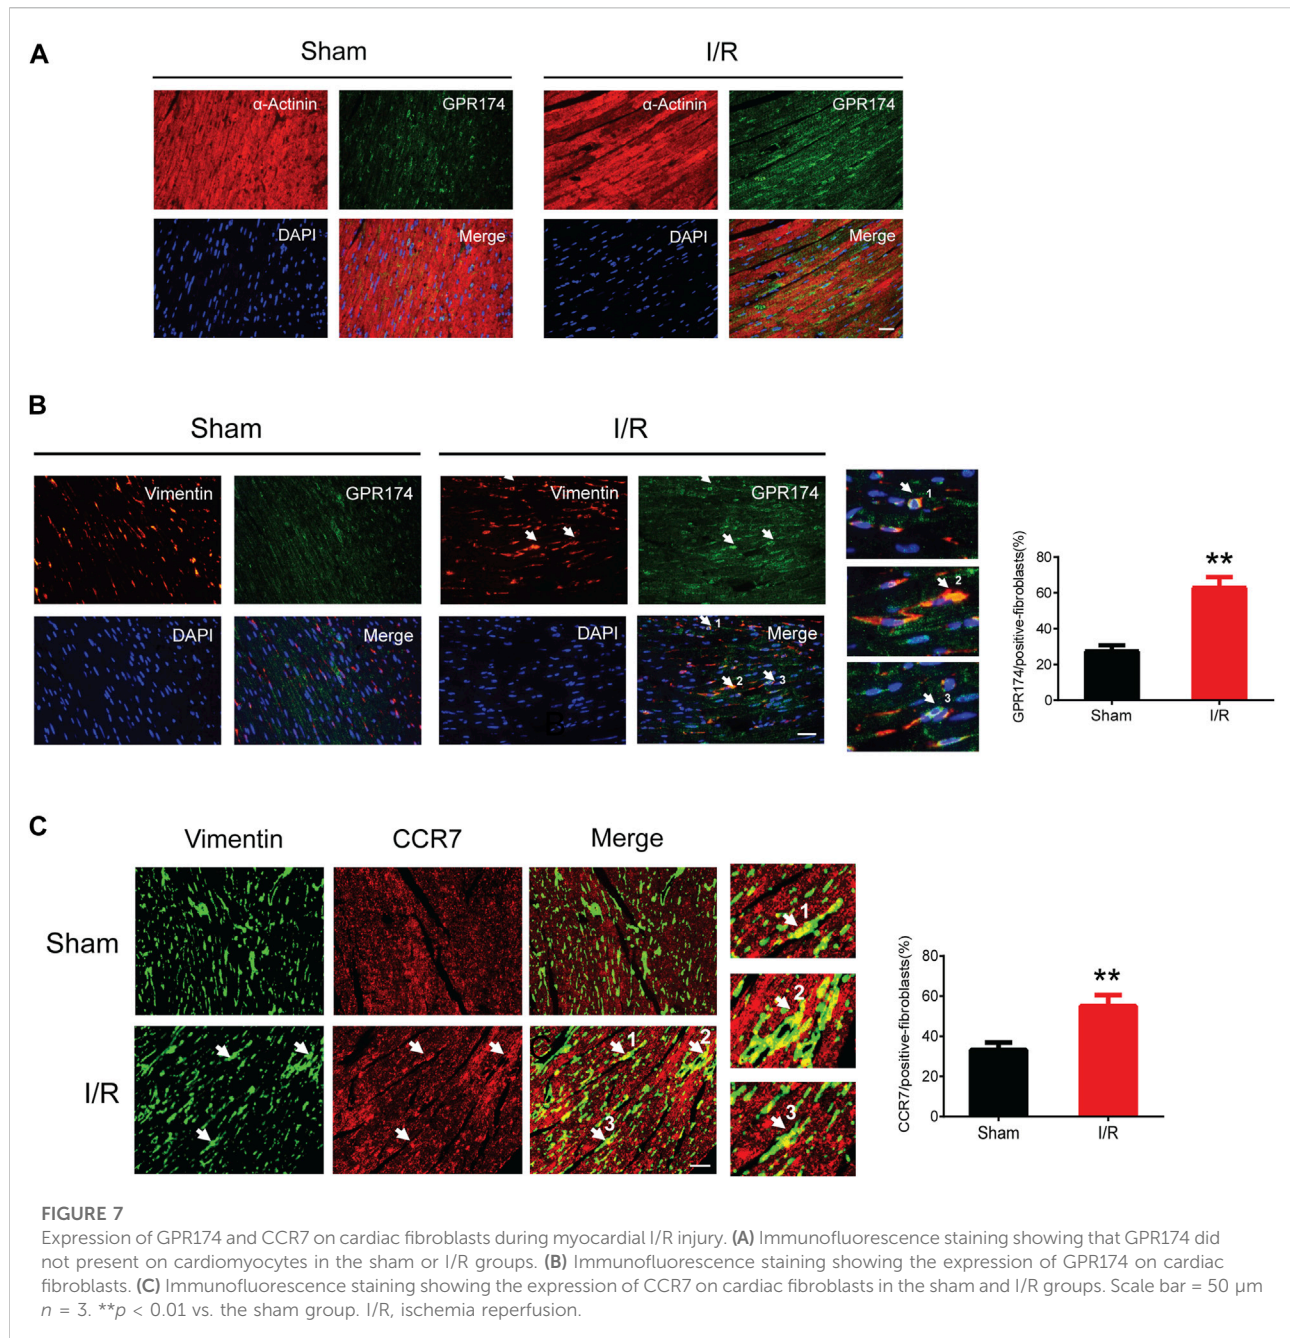 A
Sham
I/R
α-Actinin
GPR174
α-Actinin
GPR174
DAPI
Merge
DAPI
Merge
B
Sham
I/R
Vimentin
GPR174
Vimentin
GPR174
DAPI
Merge
DAPI
Merge
1
2
3
1
2
3
GPR174/positive-fibroblasts(%)
80
60
40
20
0
**
Sham
I/R
C
Vimentin
CCR7
Merge
Sham
I/R
1
2
3
1
2
3
CCR7/positive-fibroblasts(%)
80
60
40
20
0
**
Sham
I/R
FIGURE 7
Expression of GPR174 and CCR7 on cardiac fibroblasts during myocardial I/R injury. (A) Immunofluorescence staining showing that GPR174 did
not present on cardiomyocytes in the sham or I/R groups. (B) Immunofluorescence staining showing the expression of GPR174 on cardiac
fibroblasts. (C) Immunofluorescence staining showing the expression of CCR7 on cardiac fibroblasts in the sham and I/R groups. Scale bar = 50 μm
n = 3. **p < 0.01 vs. the sham group. I/R, ischemia reperfusion.